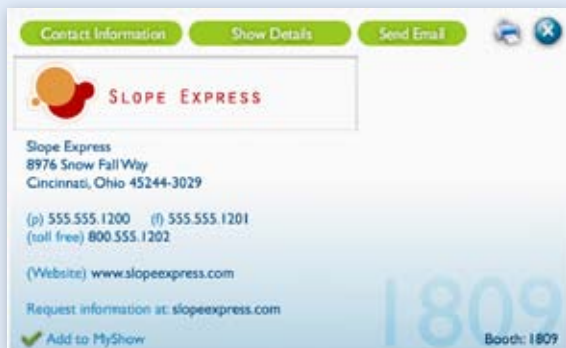 Contact Information Show Details Send Email
SLOPE EXPRESS
Slope Express
8976 Snow Fall Way
Cincinnati, Ohio 45244-3029
(p) 555.555.1200 (f) 555.555.1201
(toll free) 800.555.1202
(Website) www.slopeexpress.com
Request information at: slopeexpress.com
1809
Add to MyShow Booth: 1809